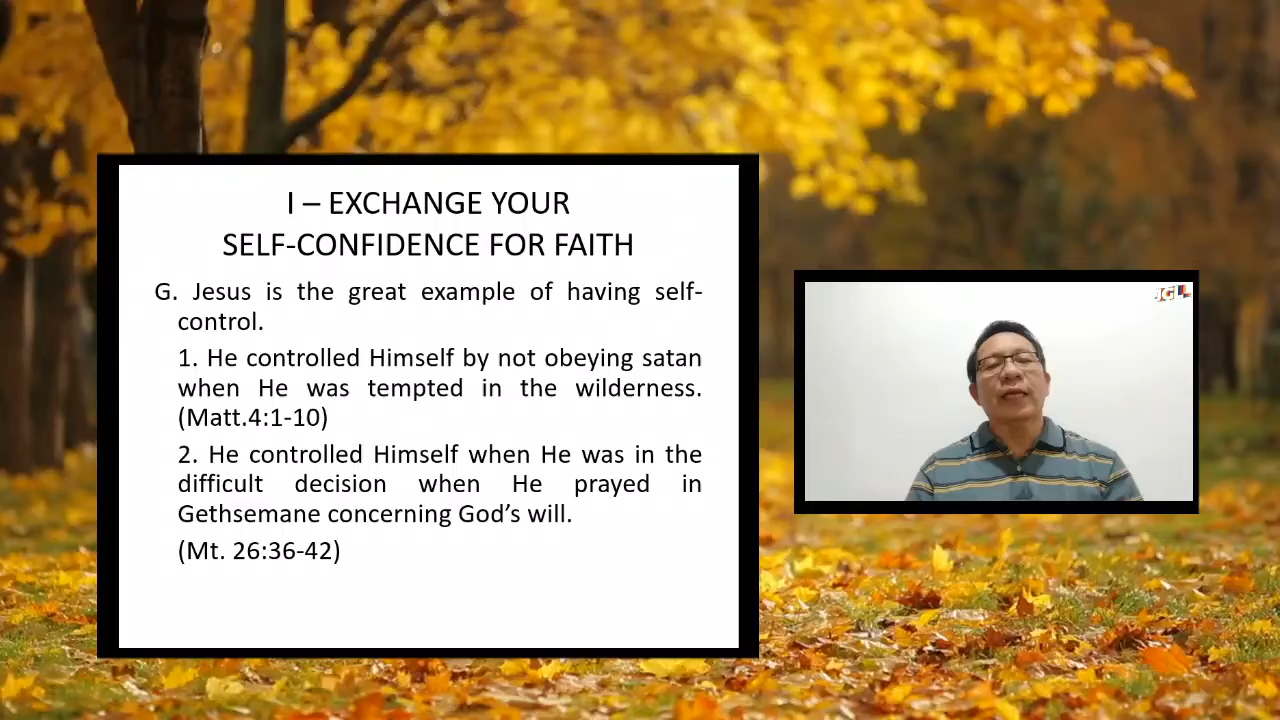 I – EXCHANGE YOUR
SELF-CONFIDENCE FOR FAITH
G. Jesus is the great example of having self-
control.
1. He controlled Himself by not obeying satan
when He was tempted in the wilderness.
(Matt.4:1-10)
2. He controlled Himself when He was in the
difficult decision when He prayed in
Gethsemane concerning God’s will.
(Mt. 26:36-42)